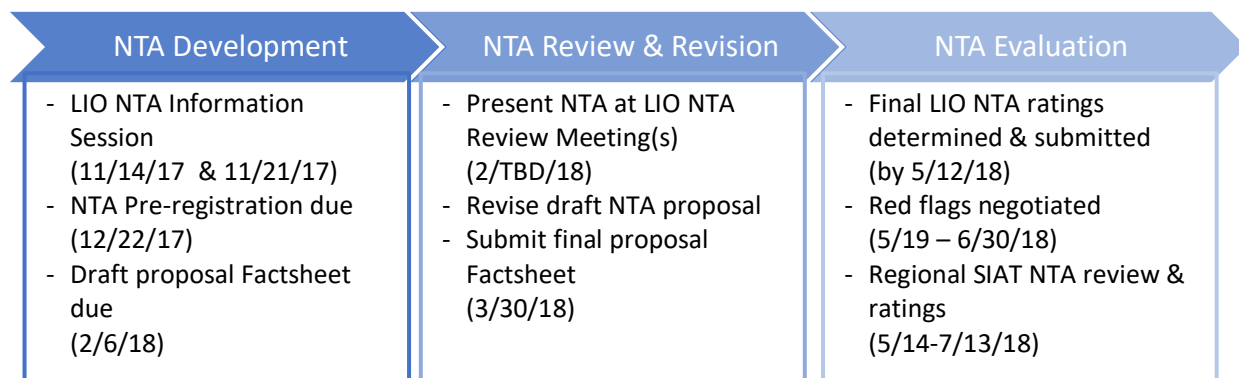 NTA Development
- LIO NTA Information
Session
(11/14/17 & 11/21/17)
- NTA Pre-registration due
(12/22/17)
- Draft proposal Factsheet
due
(2/6/18)
NTA Review & Revision
- Present NTA at LIO NTA
Review Meeting(s)
(2/TBD/18)
- Revise draft NTA proposal
- Submit final proposal
Factsheet
(3/30/18)
NTA Evaluation
- Final LIO NTA ratings
determined & submitted
(by 5/12/18)
- Red flags negotiated
(5/19 – 6/30/18)
- Regional SIAT NTA review &
ratings
(5/14-7/13/18)